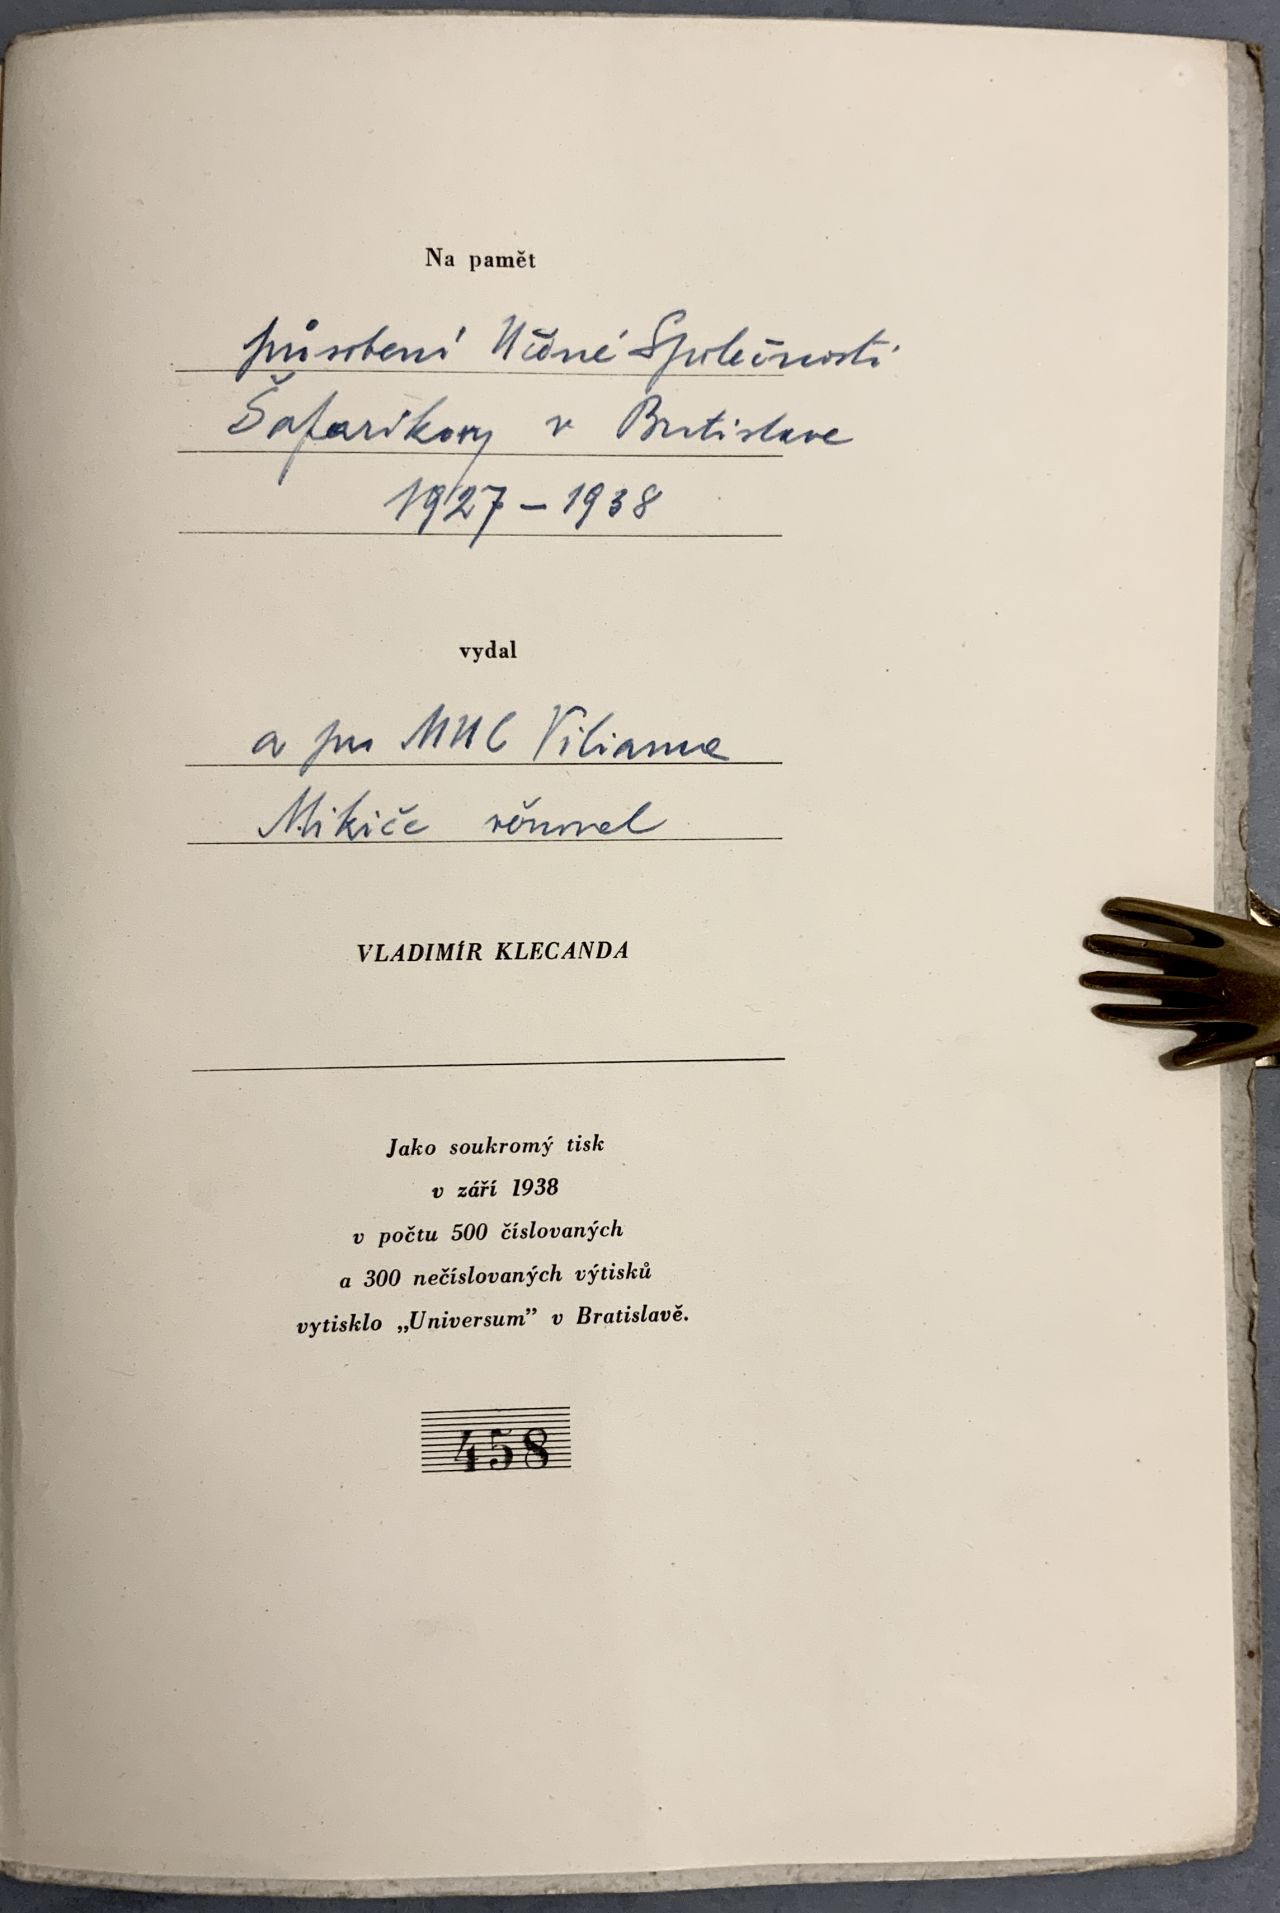 Na pamět
působení Učené Společnosti
Šafaříkovy v Bratislave
1927 – 1938
vydal
a pro MUC Viliama
Mikiče věnoval
VLADIMÍR KLECANDA
Jako soukromý tisk
v září 1938
v počtu 500 číslovaných
a 300 nečíslovaných výtisků
vytisklo „Universum” v Bratislavě.
458